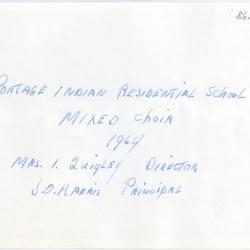 86.
PORTAGE INDIAN RESIDENTIAL SCHOOL
MIXED CHOIR
1964
MRS. I. QUIGLEY DIRECTOR
J.O. HARRIS PRINCIPAL